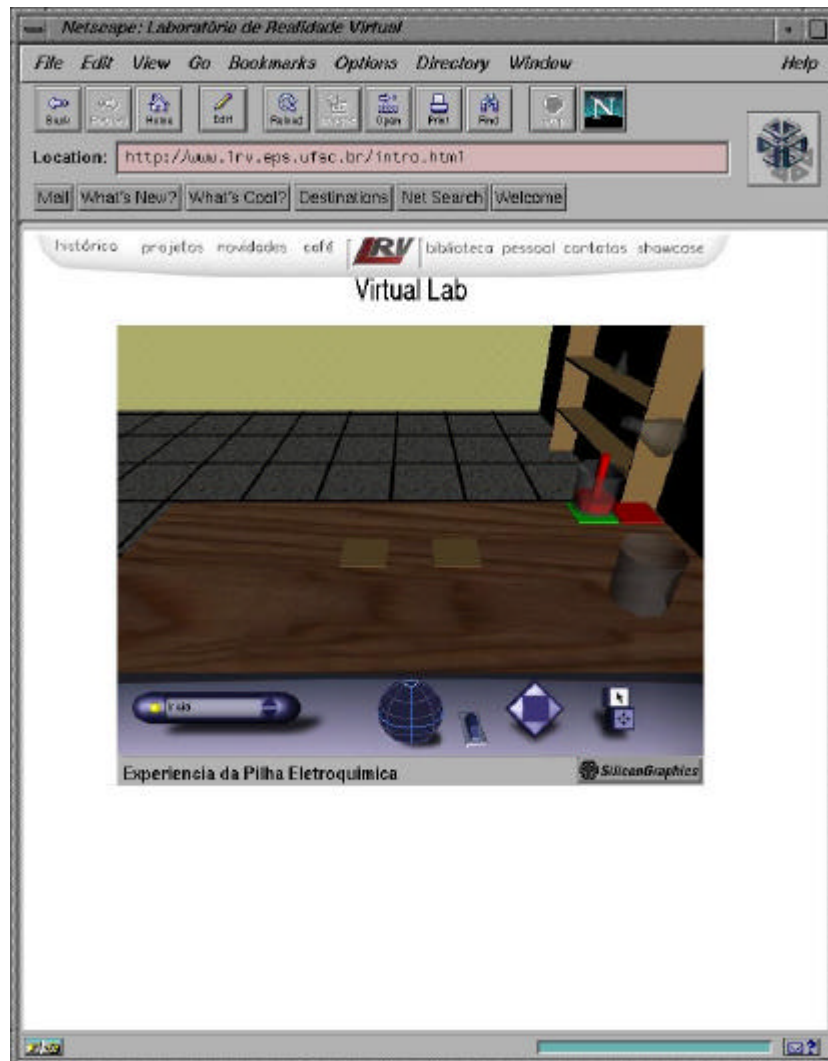 Netscape: Laboratório de Realidade Virtual
File Edit View Go Bookmarks Options Directory Window Help
Back Home Edit Reload Open Print Find
N
Location: http://www.lrv.eps.ufsc.br/intro.html
Mail What's New? What's Cool? Destinations Net Search Welcome
histórico projetos novidades café LRV biblioteca pessoal contatos showcase
Virtual Lab
Experiencia da Pilha Eletroquimica SiliconGraphics